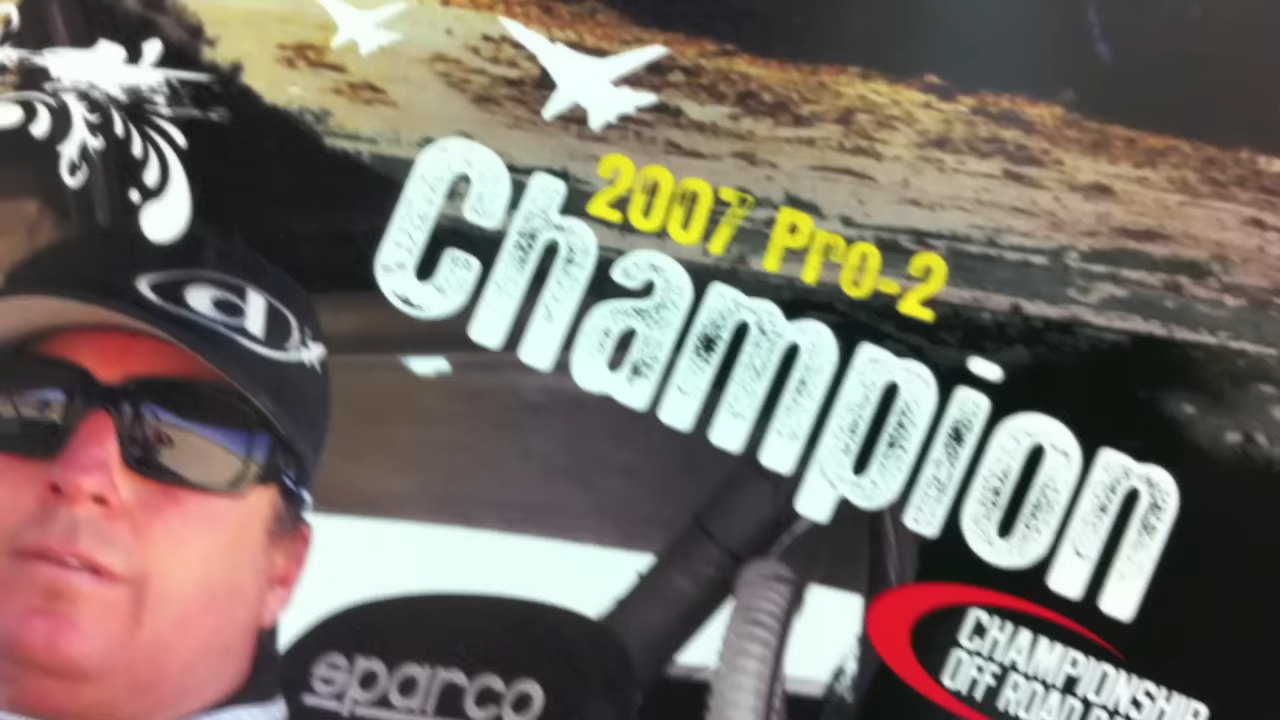 2007 Pro-2
Champion
d
sparco
CHAMPIONSHIP
OFF ROAD